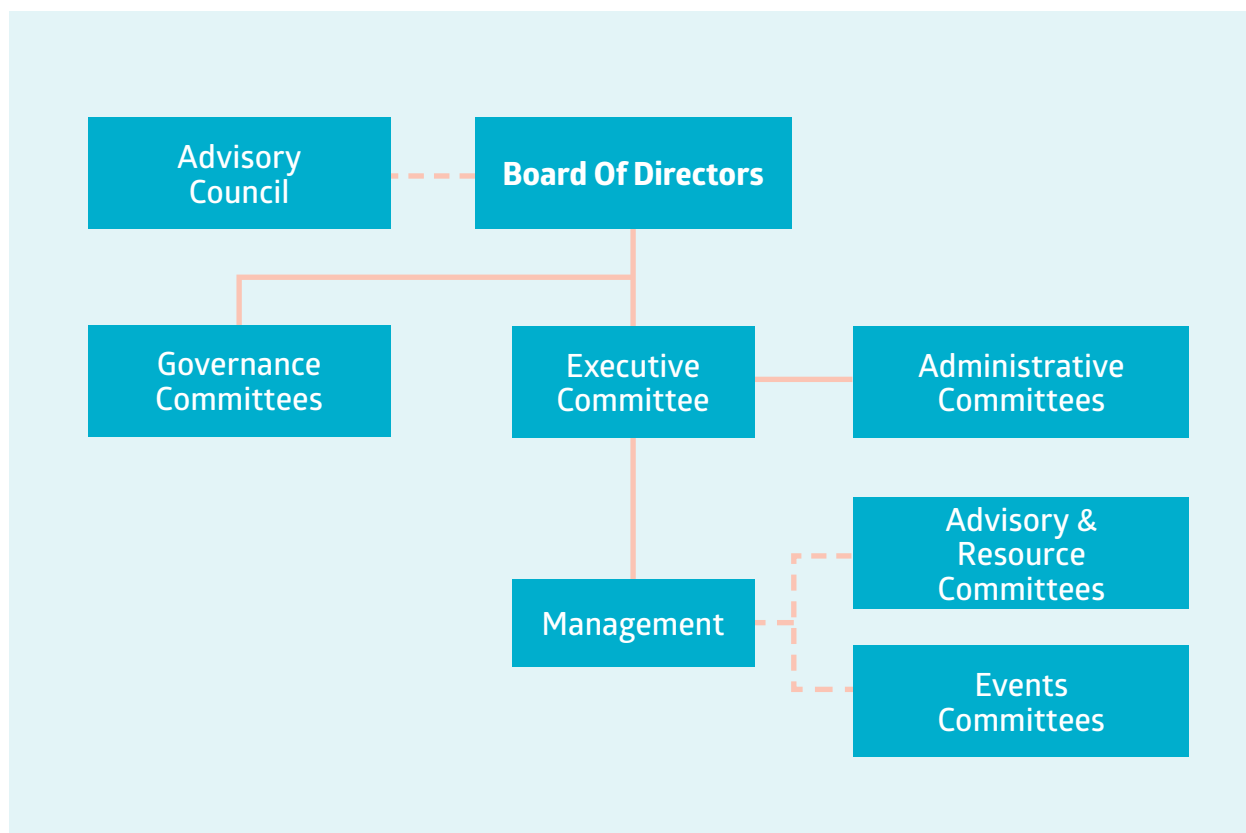 Advisory
Council
Board Of Directors
Governance
Committees
Executive
Committee
Administrative
Committees
Advisory &
Resource
Committees
Management
Events
Committees